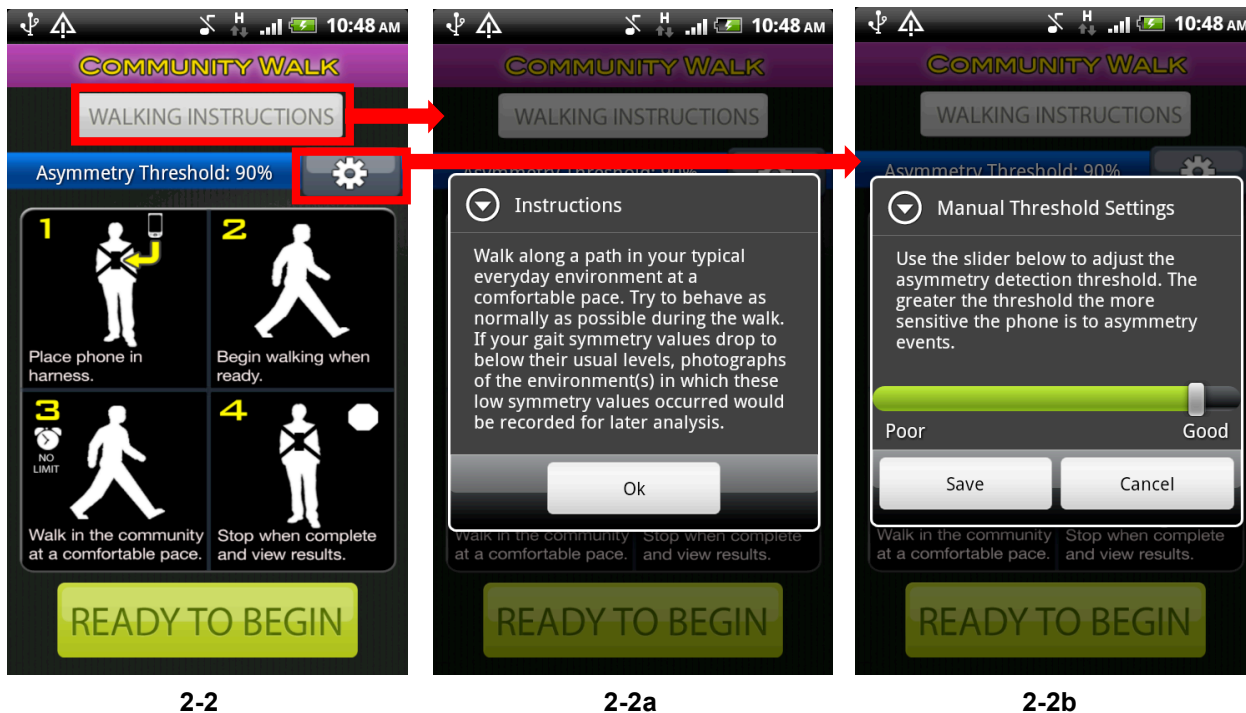 H
10:48 AM
COMMUNITY WALK
WALKING INSTRUCTIONS
Asymmetry Threshold: 90%
1
Place phone in
harness.
2
Begin walking when
ready.
3
NO
LIMIT
Walk in the community
at a comfortable pace.
4
Stop when complete
and view results.
READY TO BEGIN
2-2
H
10:48 AM
COMMUNITY WALK
WALKING INSTRUCTIONS
Asymmetry Threshold: 90%
Instructions
Walk along a path in your typical
everyday environment at a
comfortable pace. Try to behave as
normally as possible during the walk.
If your gait symmetry values drop to
below their usual levels, photographs
of the environment(s) in which these
low symmetry values occurred would
be recorded for later analysis.
Ok
Walk in the community
at a comfortable pace.
Stop when complete
and view results.
READY TO BEGIN
2-2a
H
10:48 AM
COMMUNITY WALK
WALKING INSTRUCTIONS
Asymmetry Threshold: 90%
Manual Threshold Settings
Use the slider below to adjust the
asymmetry detection threshold. The
greater the threshold the more
sensitive the phone is to asymmetry
events.
Poor
Good
Save
Cancel
Walk in the community
at a comfortable pace.
Stop when complete
and view results.
READY TO BEGIN
2-2b